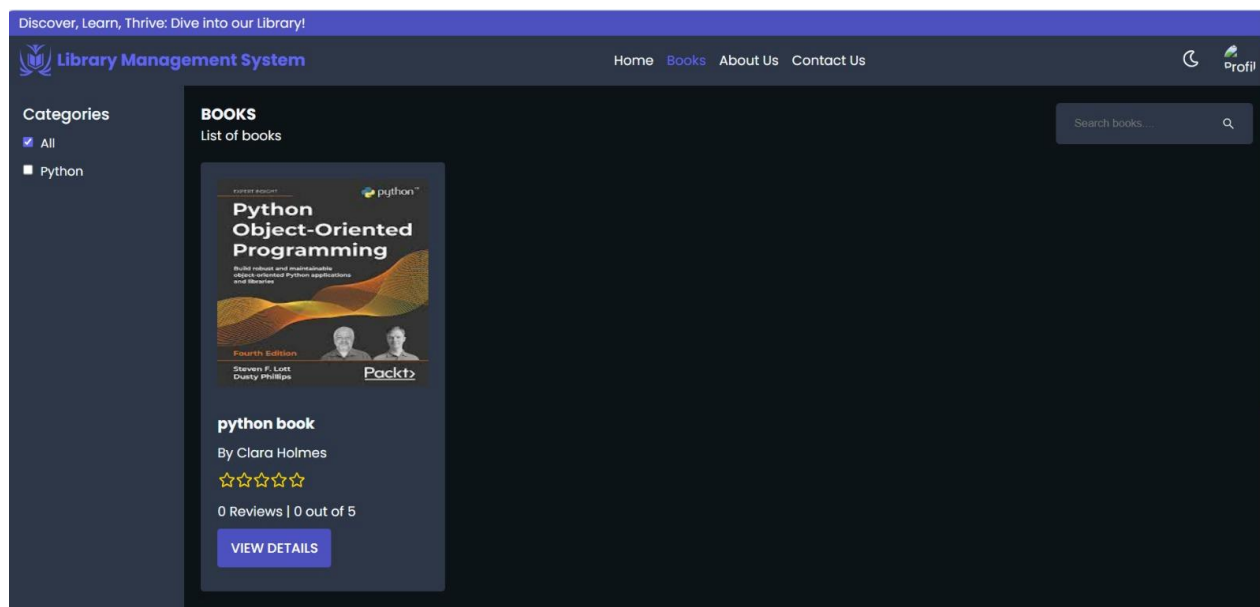 Discover, Learn, Thrive: Dive into our Library!
Library Management System
Home Books About Us Contact Us
Profil
Categories
All
Python
BOOKS
List of books
Search books....
EXPERT INSIGHT
python™
Python
Object-Oriented
Programming
Build robust and maintainable
object-oriented Python applications
and libraries
Fourth Edition
Steven F. Lott
Dusty Phillips
Packt>
python book
By Clara Holmes
0 Reviews | 0 out of 5
VIEW DETAILS